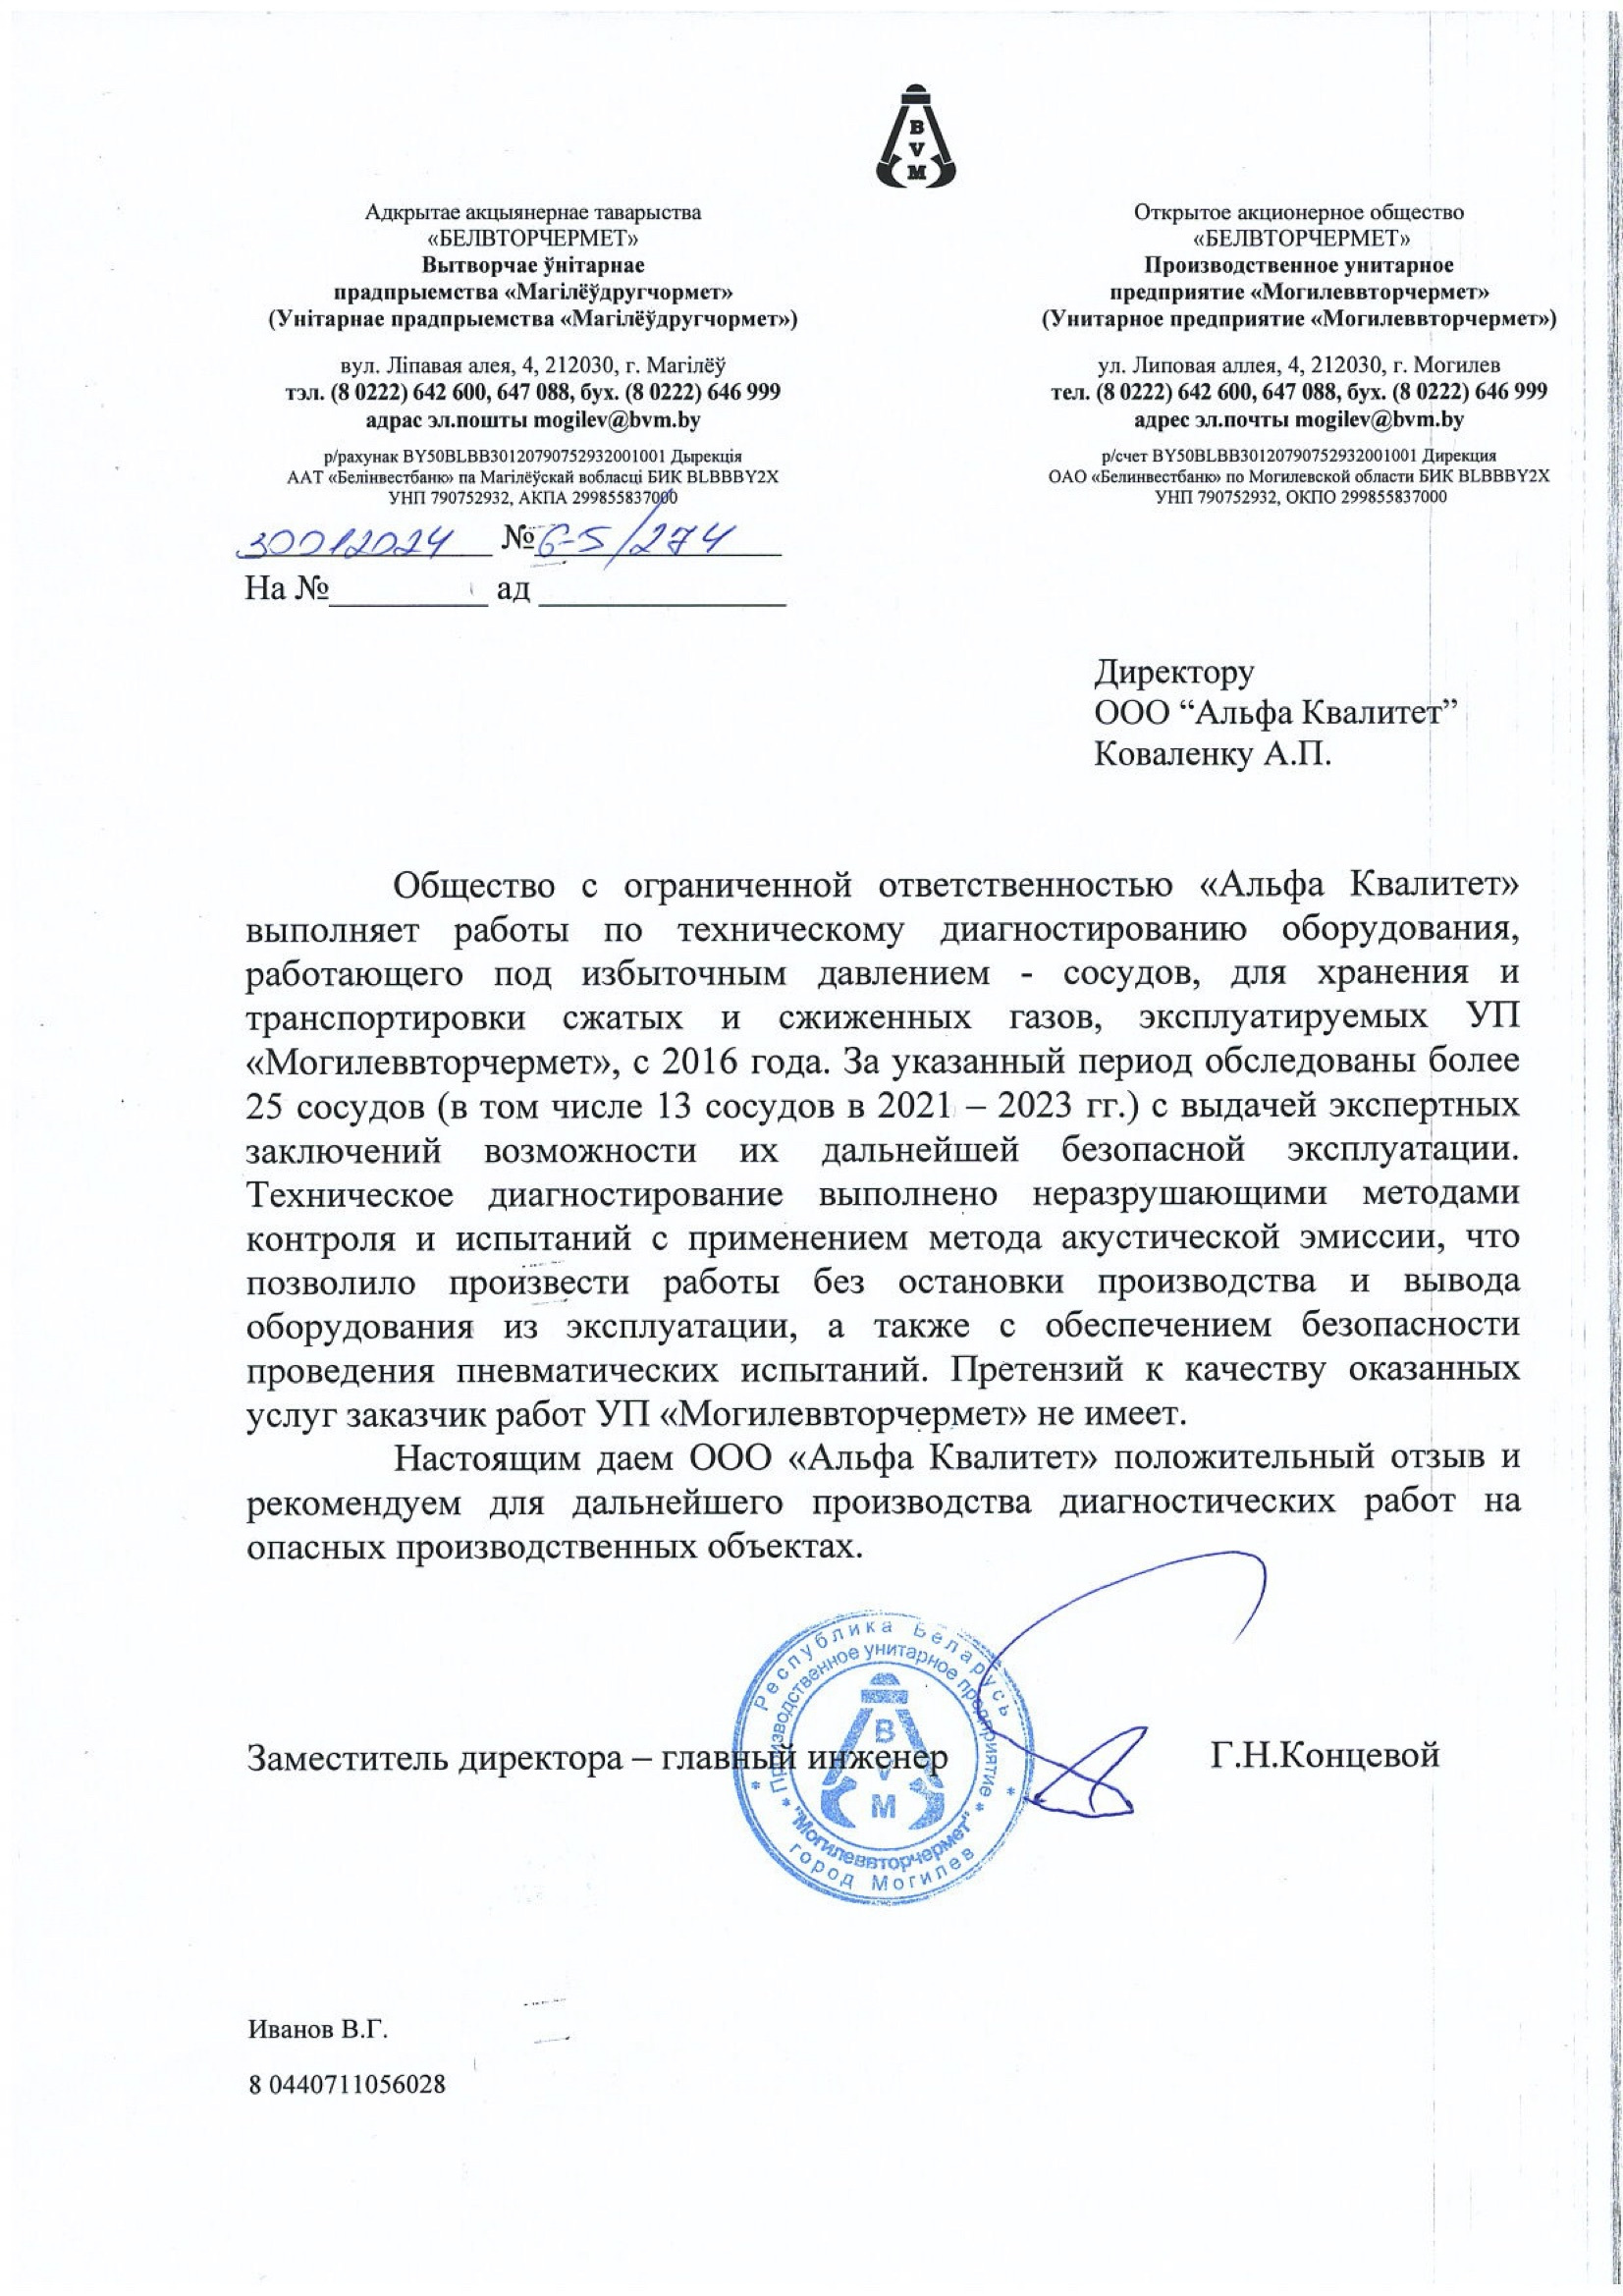 B
V
M
Адкрытае акцыянернае таварыства
«БЕЛВТОРЧЕРМЕТ»
Вытворчае ўнітарнае
прадпрыемства «Магілёўдругчормет»
(Унітарнае прадпрыемства «Магілёўдругчормет»)
вул. Ліпавая алея, 4, 212030, г. Магілёў
тэл. (8 0222) 642 600, 647 088, бух. (8 0222) 646 999
адрас эл.пошты mogilev@bvm.by
р/рахунак BY50BLBB30120790752932001001 Дырекція
ААТ «Белінвестбанк» па Магілёўскай вобласці БИК BLBBBY2X
УНП 790752932, АКПА 299855837000
30012024 № 6-5/274
На № ад
Открытое акционерное общество
«БЕЛВТОРЧЕРМЕТ»
Производственное унитарное
предприятие «Могилеввторчермет»
(Унитарное предприятие «Могилеввторчермет»)
ул. Липовая аллея, 4, 212030, г. Могилев
тел. (8 0222) 642 600, 647 088, бух. (8 0222) 646 999
адрес эл.почты mogilev@bvm.by
р/счет BY50BLBB30120790752932001001 Дирекция
ОАО «Белинвестбанк» по Могилевской области БИК BLBBBY2X
УНП 790752932, ОКПО 299855837000
Директору
ООО “Альфа Квалитет”
Коваленку А.П.
Общество с ограниченной ответственностью «Альфа Квалитет»
выполняет работы по техническому диагностированию оборудования,
работающего под избыточным давлением - сосудов, для хранения и
транспортировки сжатых и сжиженных газов, эксплуатируемых УП
«Могилеввторчермет», с 2016 года. За указанный период обследованы более
25 сосудов (в том числе 13 сосудов в 2021 – 2023 гг.) с выдачей экспертных
заключений возможности их дальнейшей безопасной эксплуатации.
Техническое диагностирование выполнено неразрушающими методами
контроля и испытаний с применением метода акустической эмиссии, что
позволило произвести работы без остановки производства и вывода
оборудования из эксплуатации, а также с обеспечением безопасности
проведения пневматических испытаний. Претензий к качеству оказанных
услуг заказчик работ УП «Могилеввторчермет» не имеет.
Настоящим даем ООО «Альфа Квалитет» положительный отзыв и
рекомендуем для дальнейшего производства диагностических работ на
опасных производственных объектах.
Заместитель директора – главный инженер Г.Н.Концевой
Республика Беларусь
Производственное унитарное предприятие
B
V
M
"Могилеввторчермет"
город Могилев
Иванов В.Г.
8 0440711056028